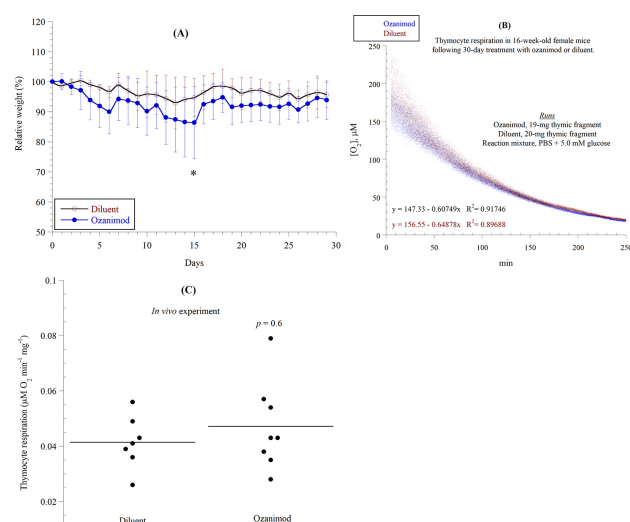 (A)
Relative weight (%)
120
110
100
90
80
70
60
50
*
Diluent
Ozanimod
0
5
10
15
20
25
30
Days
Ozanimod
Diluent
(B)
Thymocyte respiration in 16-week-old female mice
following 30-day treatment with ozanimod or diluent.
[O2], µM
250
200
150
100
50
0
Runs
Ozanimod, 19-mg thymic fragment
Diluent, 20-mg thymic fragment
Reaction mixture, PBS + 5.0 mM glucose
y = 147.33 - 0.60749x R2= 0.91746
y = 156.55 - 0.64878x R2= 0.89688
0
50
100
150
200
250
min
(C)
In vivo experiment
p = 0.6
Thymocyte respiration (µM O2 min-1 mg-1)
0.1
0.08
0.06
0.04
0.02
Diluent
Ozanimod